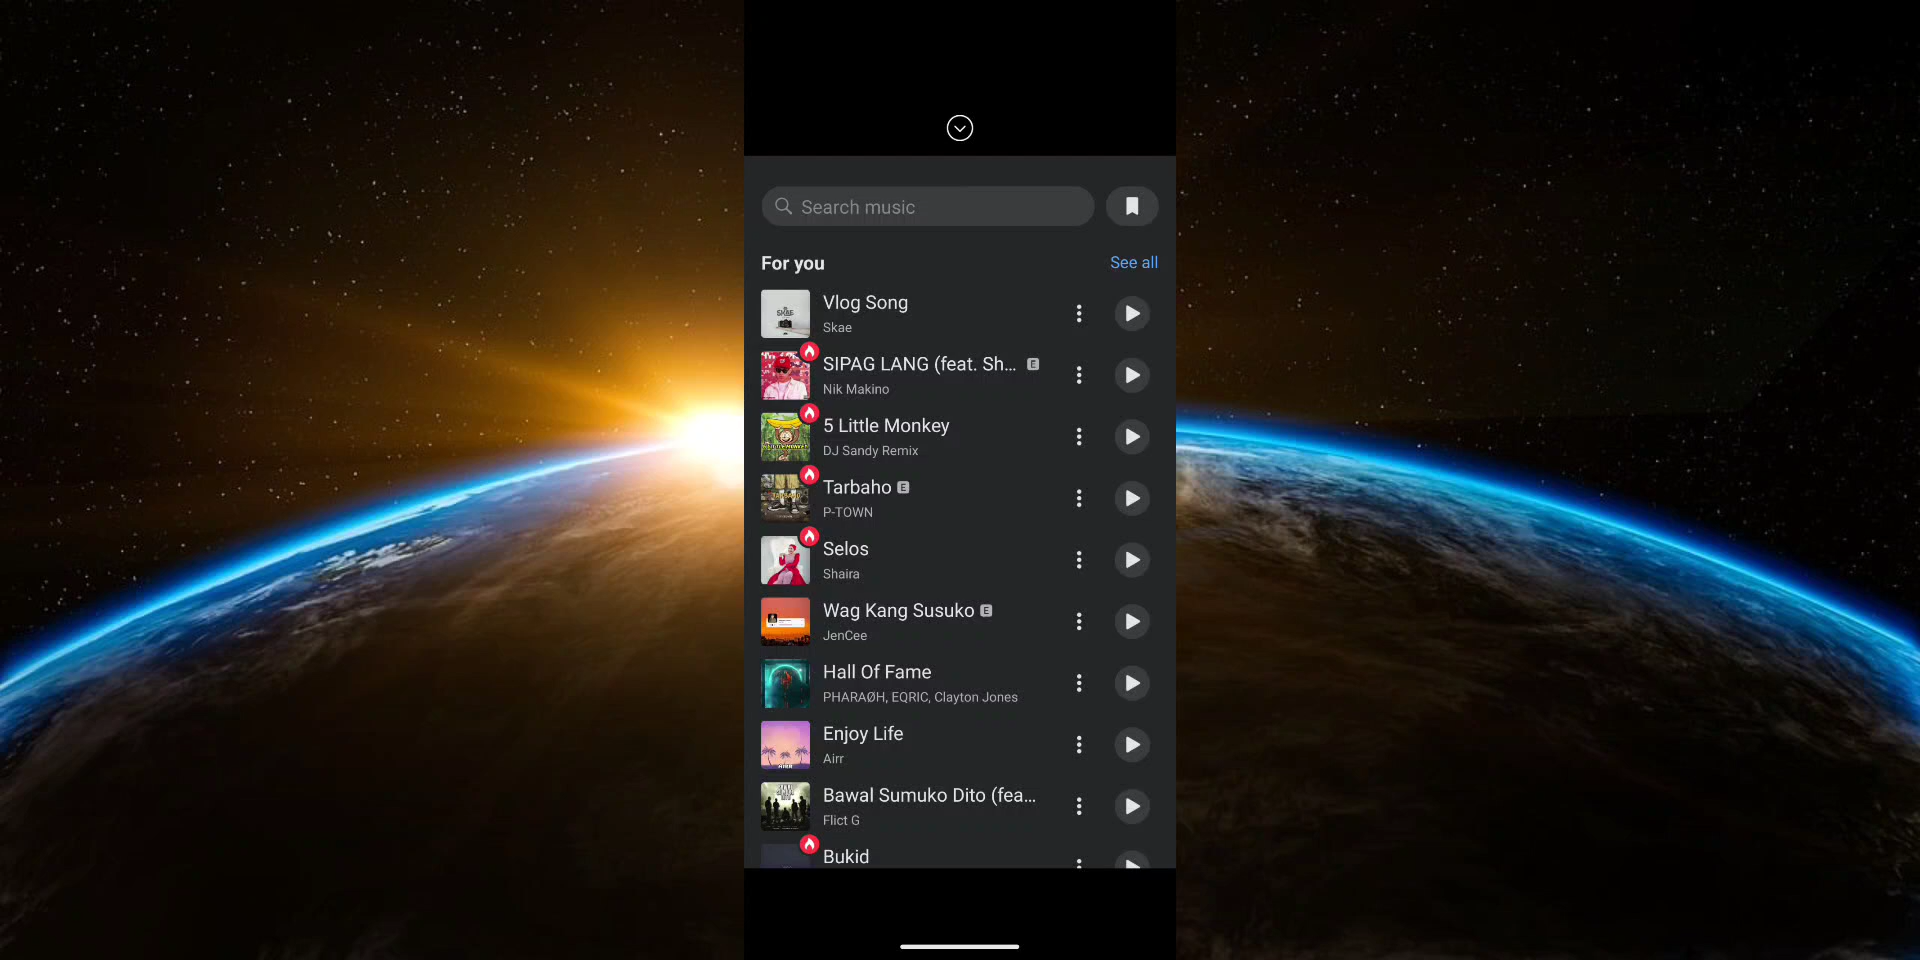 Search music
For you
See all
Vlog Song
Skae
SIPAG LANG (feat. Sh... E
Nik Makino
5 Little Monkey
DJ Sandy Remix
Tarbaho E
P-TOWN
Selos
Shaira
Wag Kang Susuko E
JenCee
Hall Of Fame
PHARAØH, EQRIC, Clayton Jones
Enjoy Life
Airr
Bawal Sumuko Dito (fea...
Flict G
Bukid